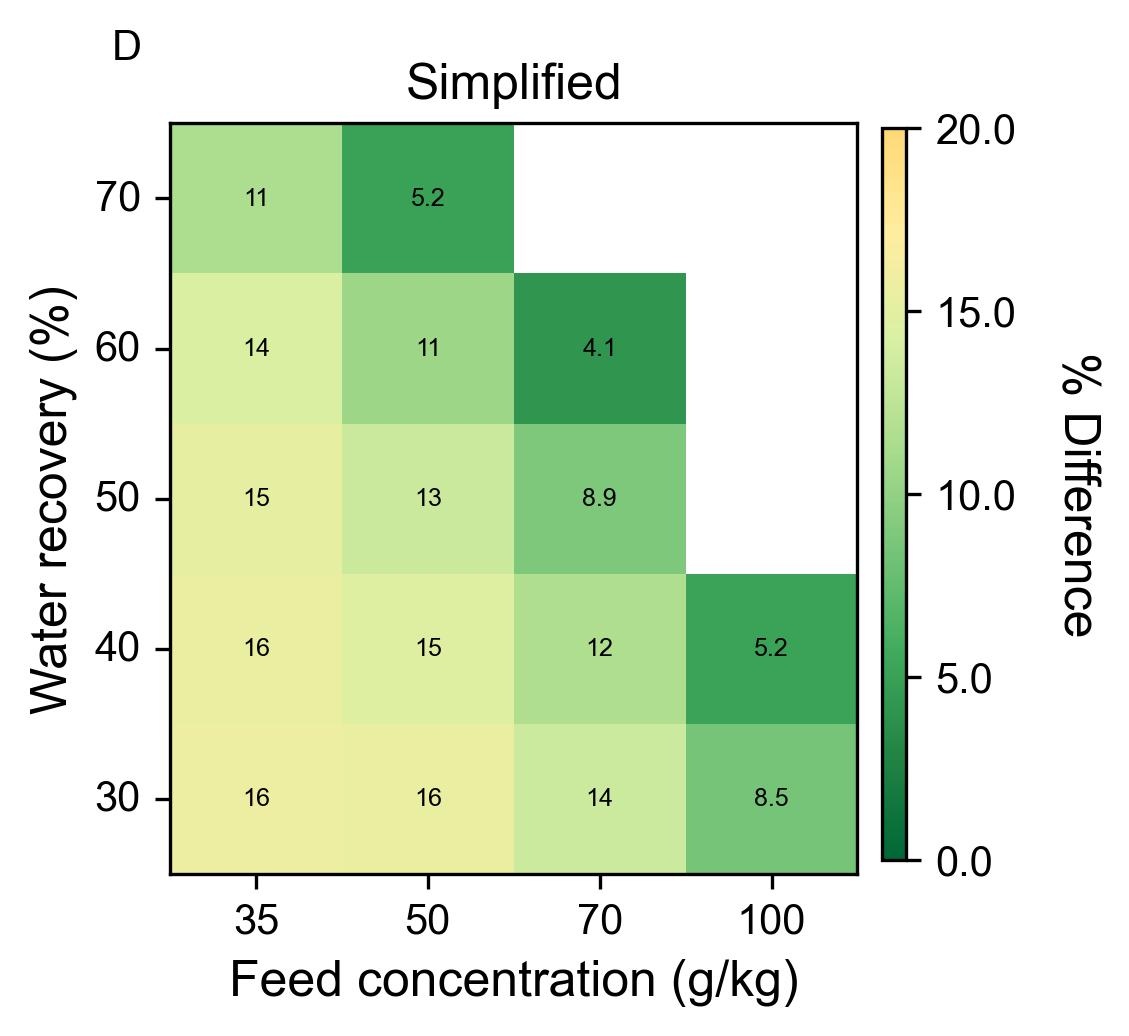 D
Simplified
70 11 5.2
60 14 11 4.1
50 15 13 8.9
40 16 15 12 5.2
30 16 16 14 8.5
35 50 70 100
Feed concentration (g/kg)
Water recovery (%)
20.0
15.0
10.0
5.0
0.0
% Difference